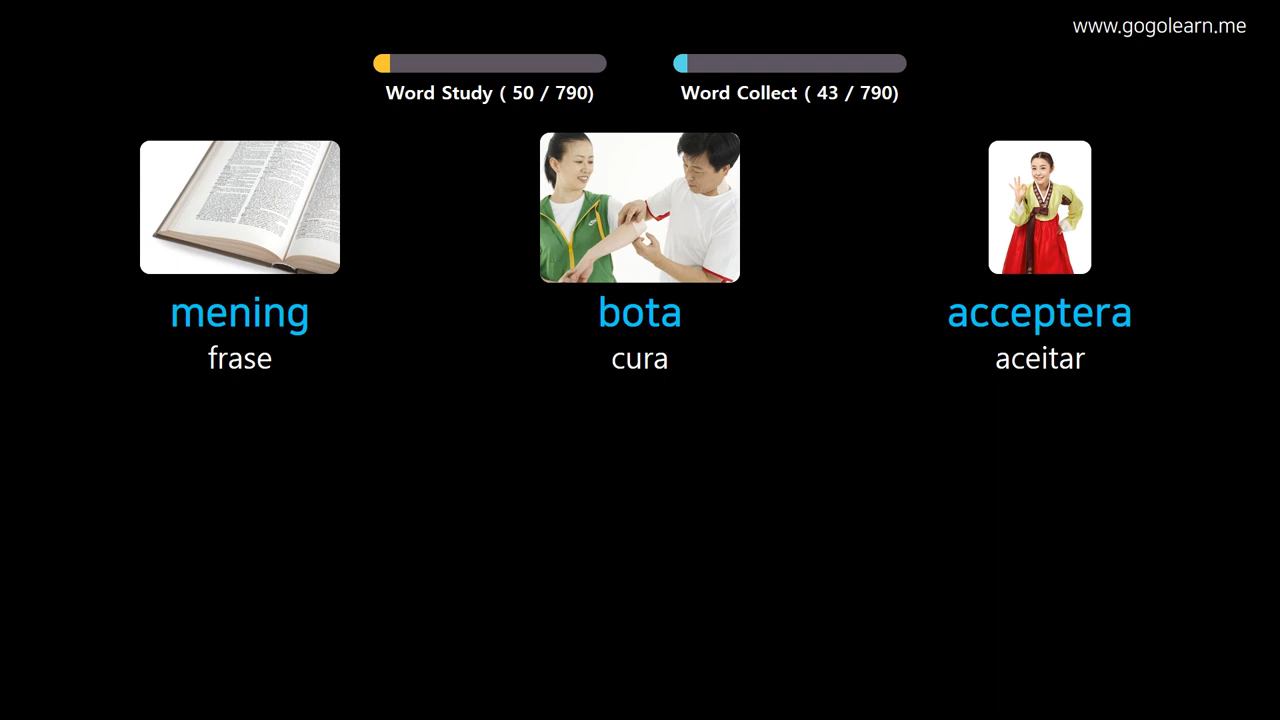 www.gogolearn.me
Word Study ( 50 / 790)
Word Collect ( 43 / 790)
mening
bota
acceptera
frase
cura
aceitar